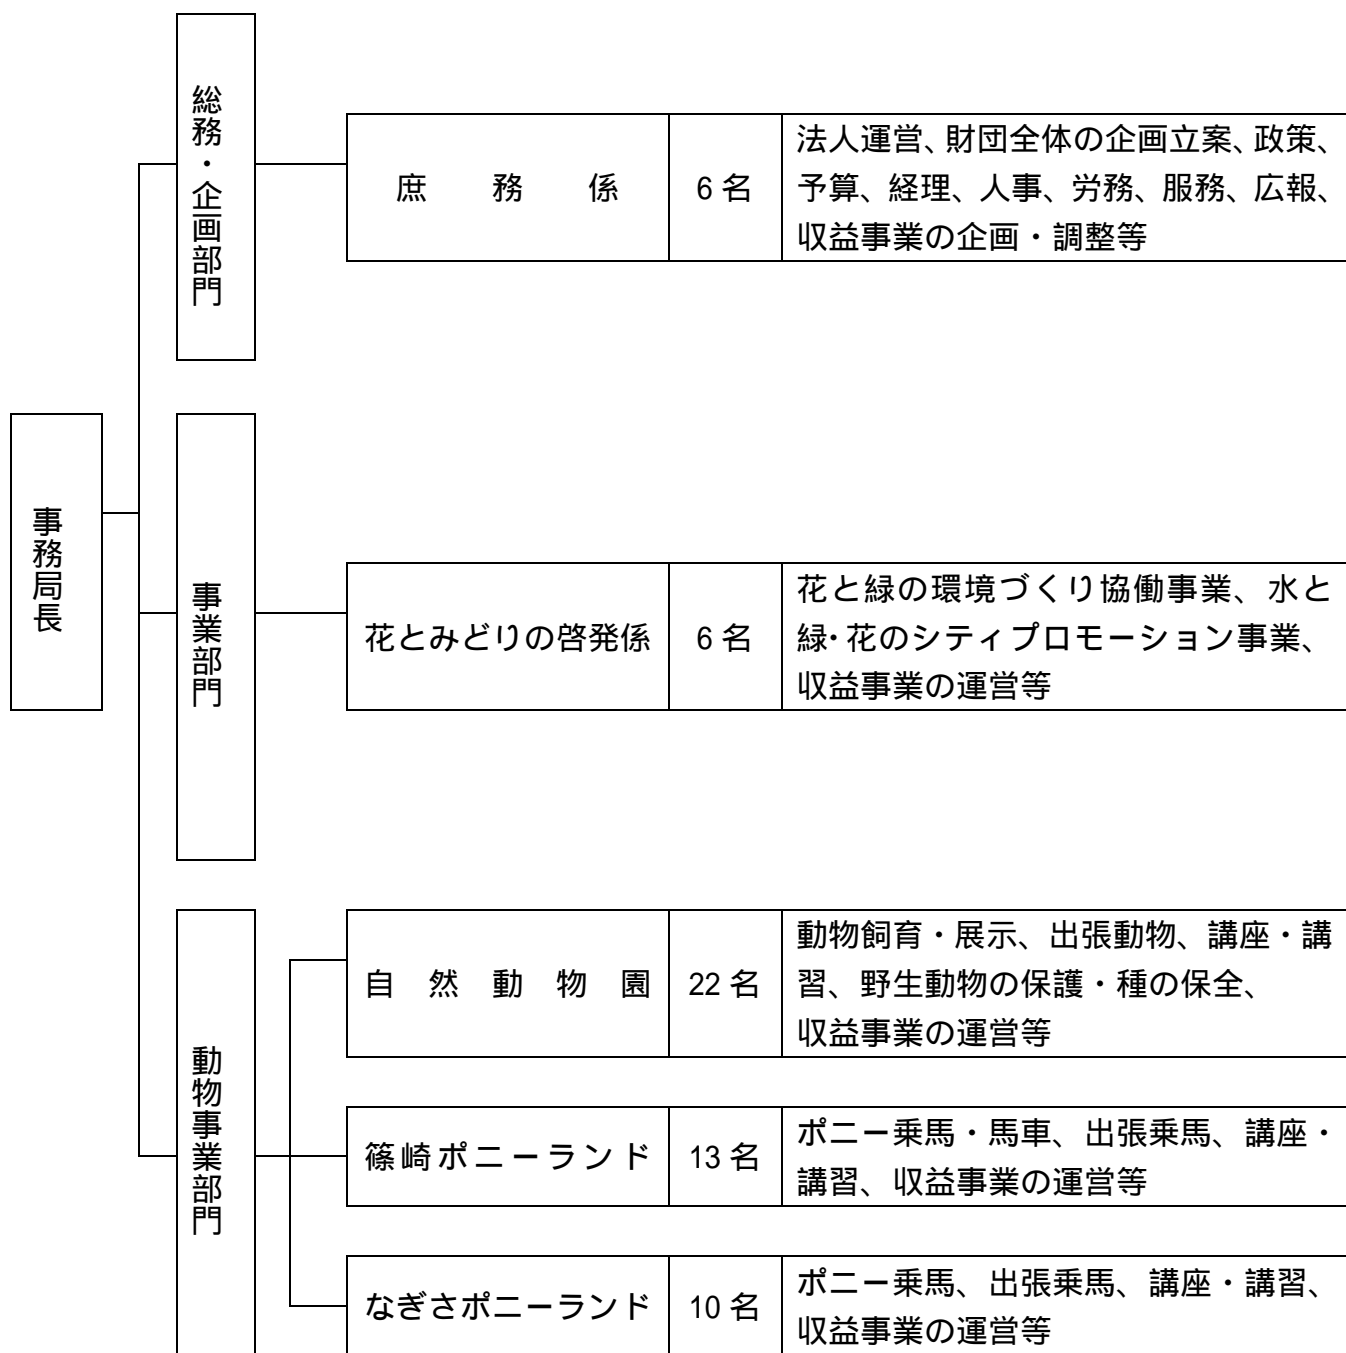 事務局長
総務・企画部門
庶務係
6名
法人運営、財団全体の企画立案、政策、
予算、経理、人事、労務、服務、広報、
収益事業の企画・調整等
事業部門
花とみどりの啓発係
6名
花と緑の環境づくり協働事業、水と
緑・花のシティプロモーション事業、
収益事業の運営等
動物事業部門
自然動物園
22名
動物飼育・展示、出張動物、講座・講
習、野生動物の保護・種の保全、
収益事業の運営等
篠崎ポニーランド
13名
ポニー乗馬・馬車、出張乗馬、講座・
講習、収益事業の運営等
なぎさポニーランド
10名
ポニー乗馬、出張乗馬、講座・講習、
収益事業の運営等